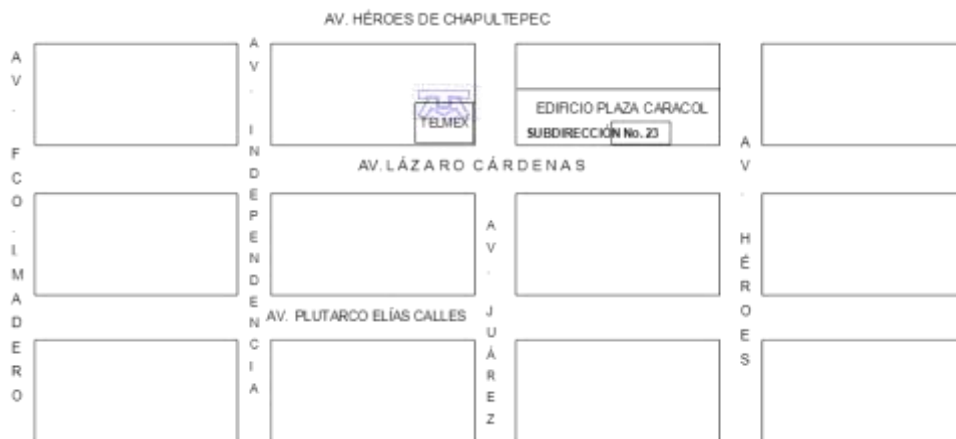 AV. HÉROES DE CHAPULTEPEC
AV. FCO. I. MADERO
AV. INDEPENDENCIA
TELMEX
EDIFICIO PLAZA CARACOL
SUBDIRECCIÓN No. 23
AV. LÁZARO CÁRDENAS
AV. HÉROES
AV. JUÁREZ
AV. PLUTARCO ELÍAS CALLES